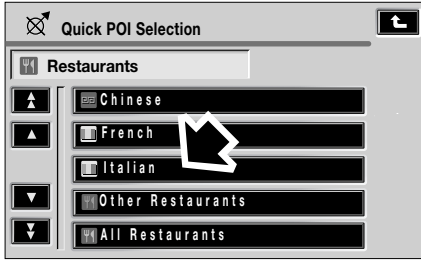 Quick POI Selection
Restaurants
Chinese
French
Italian
Other Restaurants
All Restaurants